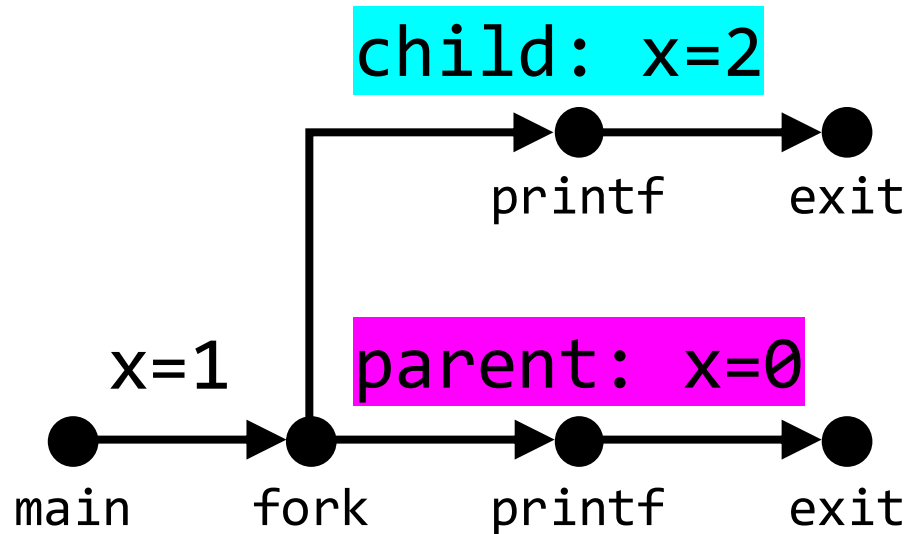 child: x=2
printf exit
x=1
parent: x=0
main fork printf exit